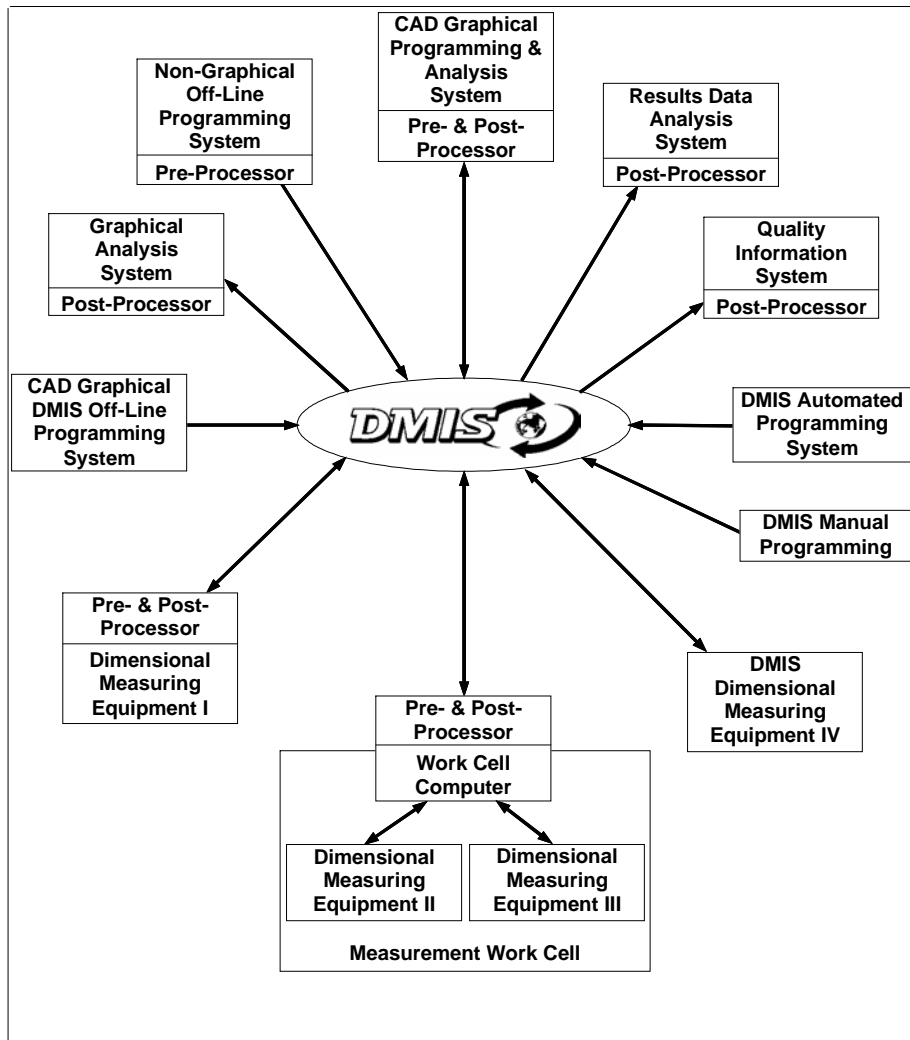 CAD Graphical
Programming &
Analysis
System
Pre- & Post-
Processor
Non-Graphical
Off-Line
Programming
System
Pre-Processor
Results Data
Analysis
System
Post-Processor
Graphical
Analysis
System
Post-Processor
Quality
Information
System
Post-Processor
CAD Graphical
DMIS Off-Line
Programming
System
DMIS
DMIS Automated
Programming
System
DMIS Manual
Programming
Pre- & Post-
Processor
Dimensional
Measuring
Equipment I
DMIS
Dimensional
Measuring
Equipment IV
Pre- & Post-
Processor
Work Cell
Computer
Dimensional
Measuring
Equipment II
Dimensional
Measuring
Equipment III
Measurement Work Cell